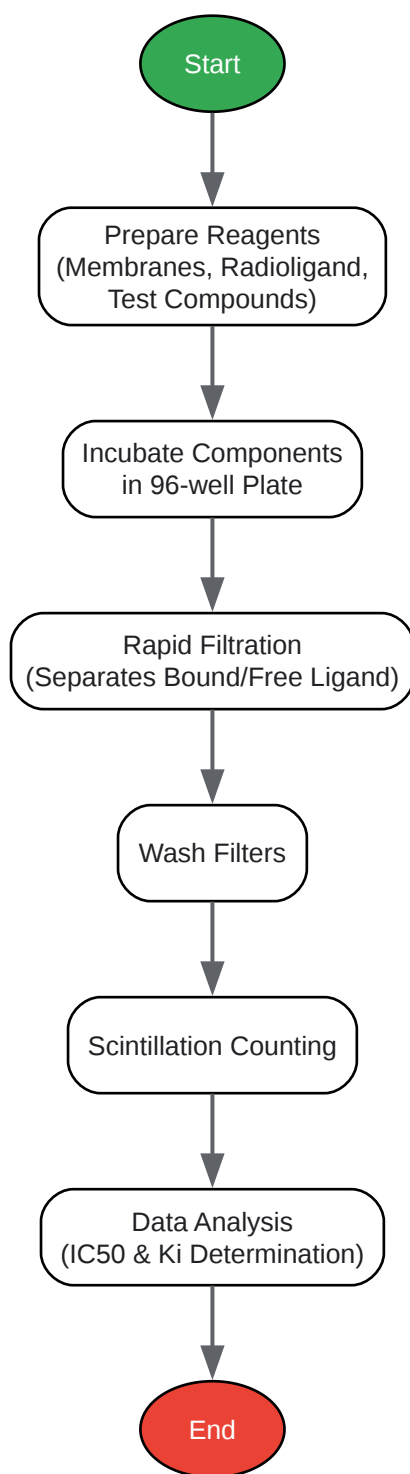 Start
Prepare Reagents
(Membranes, Radioligand,
Test Compounds)
Incubate Components
in 96-well Plate
Rapid Filtration
(Separates Bound/Free Ligand)
Wash Filters
Scintillation Counting
Data Analysis
(IC50 & Ki Determination)
End